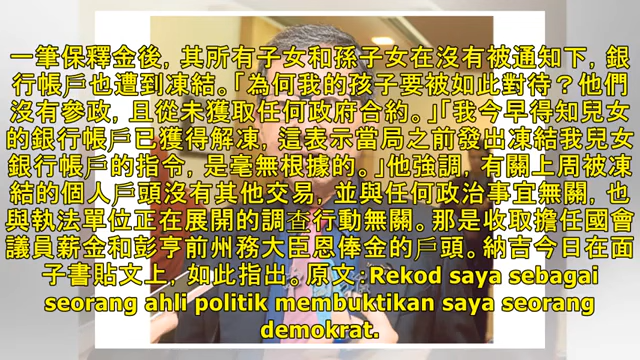 一筆保釋金後，其所有子女和孫子女在沒有被通知下，銀
行帳戶也遭到凍結。「為何我的孩子要被如此對待？他們
沒有參政，且從未獲取任何政府合約。」「我今早得知兒女
的銀行帳戶已獲得解凍，這表示當局之前發出凍結我兒女
銀行帳戶的指令，是毫無根據的。」他強調，有關上周被凍
結的個人戶頭沒有其他交易，並與任何政治事宜無關，也
與執法單位正在展開的調查行動無關。那是收取擔任國會
議員薪金和彭亨前州務大臣恩俸金的戶頭。納吉今日在面
子書貼文上，如此指出。原文：Rekod saya sebagai
seorang ahli politik membuktikan saya seorang
demokrat.